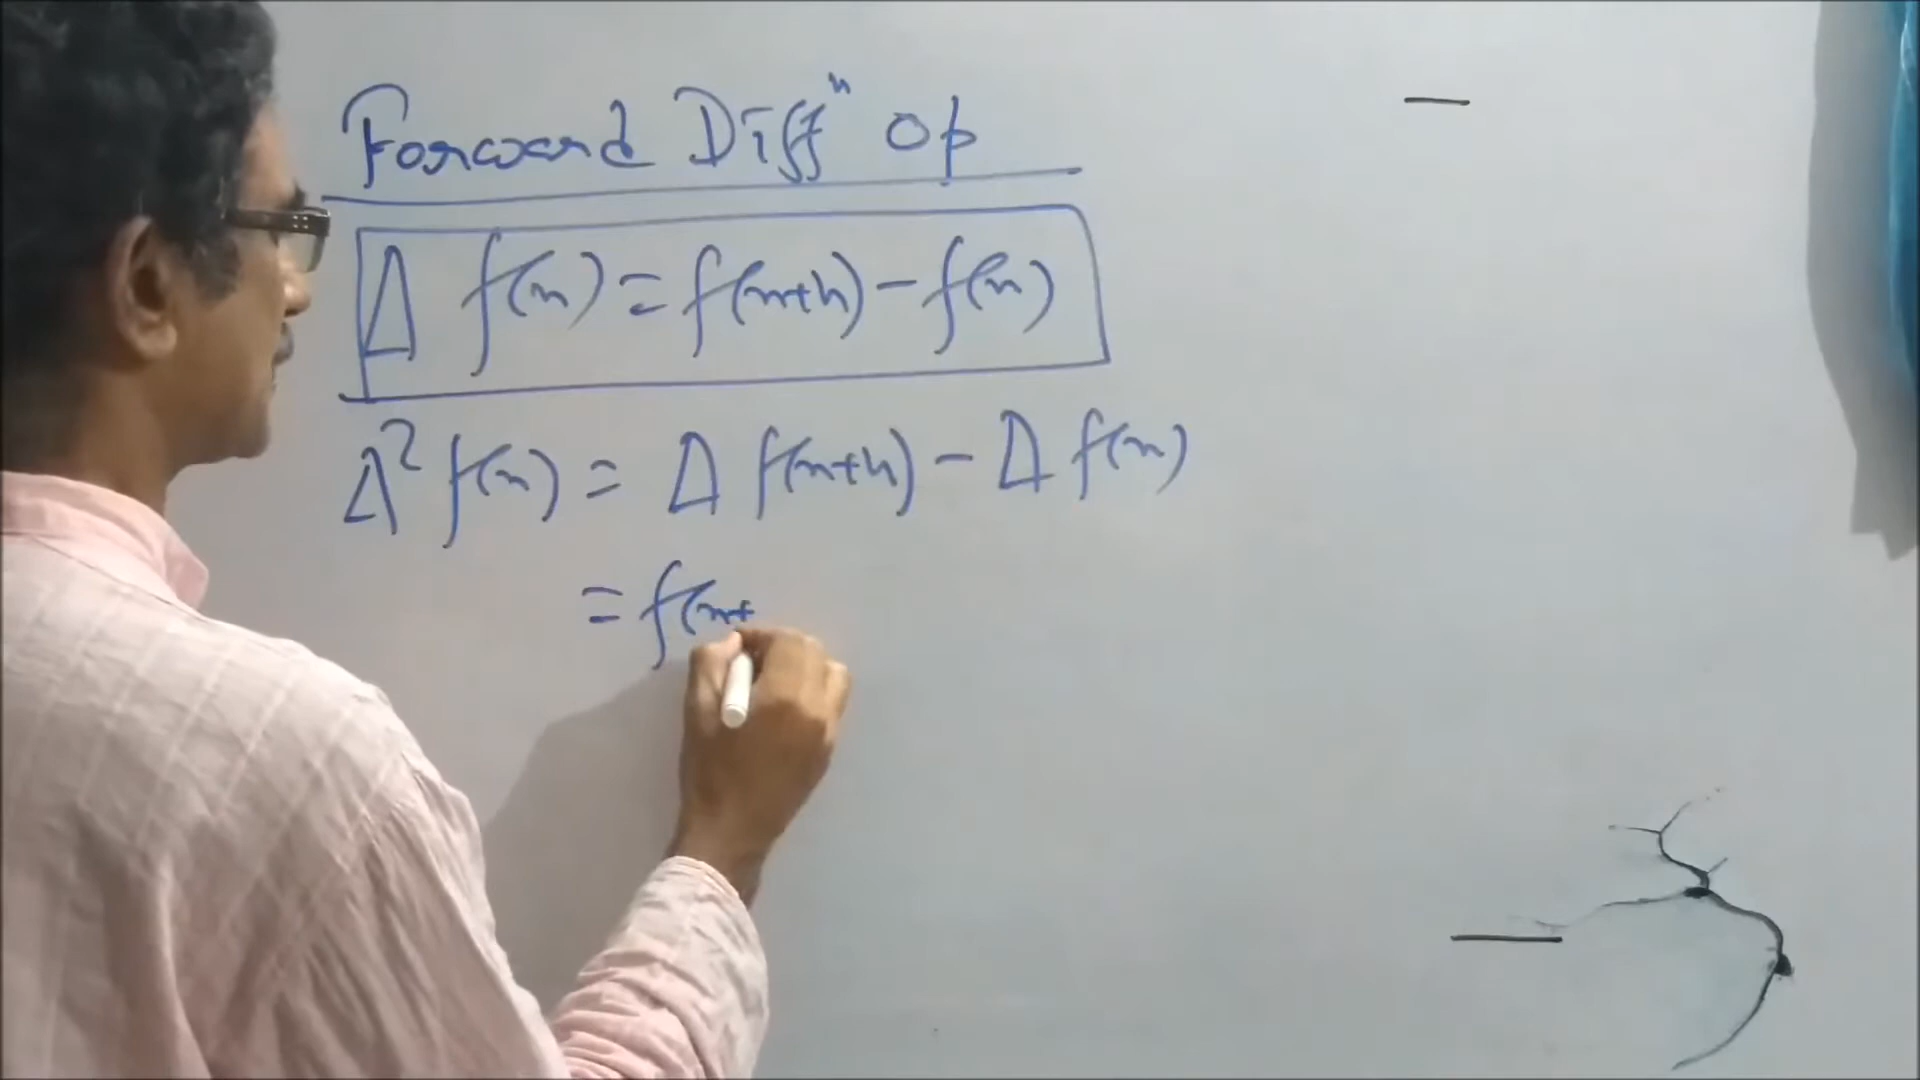 Forward Diffⁿ Op
Δ f(x) = f(x+h) - f(x)
Δ² f(x) = Δ f(x+h) - Δ f(x)
= f(x+